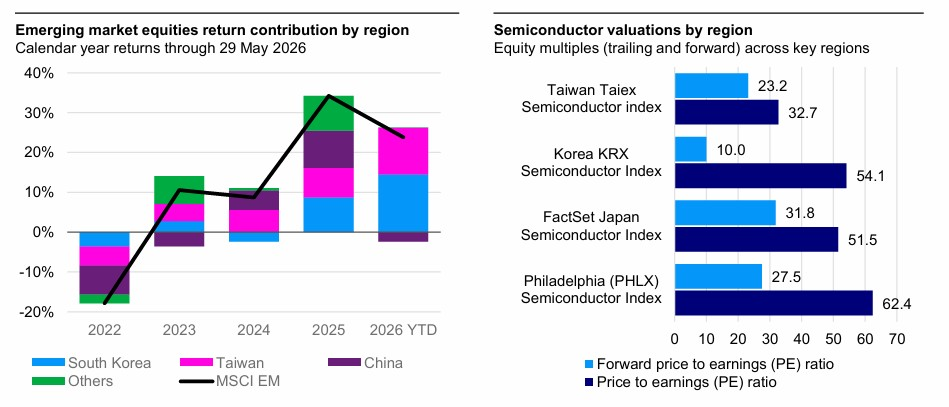 Emerging market equities return contribution by region
Calendar year returns through 29 May 2026
40%
30%
20%
10%
0%
-10%
-20%
2022 2023 2024 2025 2026 YTD
South Korea Taiwan China
Others MSCI EM
Semiconductor valuations by region
Equity multiples (trailing and forward) across key regions
Taiwan Taiex
Semiconductor index
23.2
32.7
Korea KRX
Semiconductor Index
10.0
54.1
FactSet Japan
Semiconductor Index
31.8
51.5
Philadelphia (PHLX)
Semiconductor Index
27.5
62.4
0 10 20 30 40 50 60 70
Forward price to earnings (PE) ratio
Price to earnings (PE) ratio